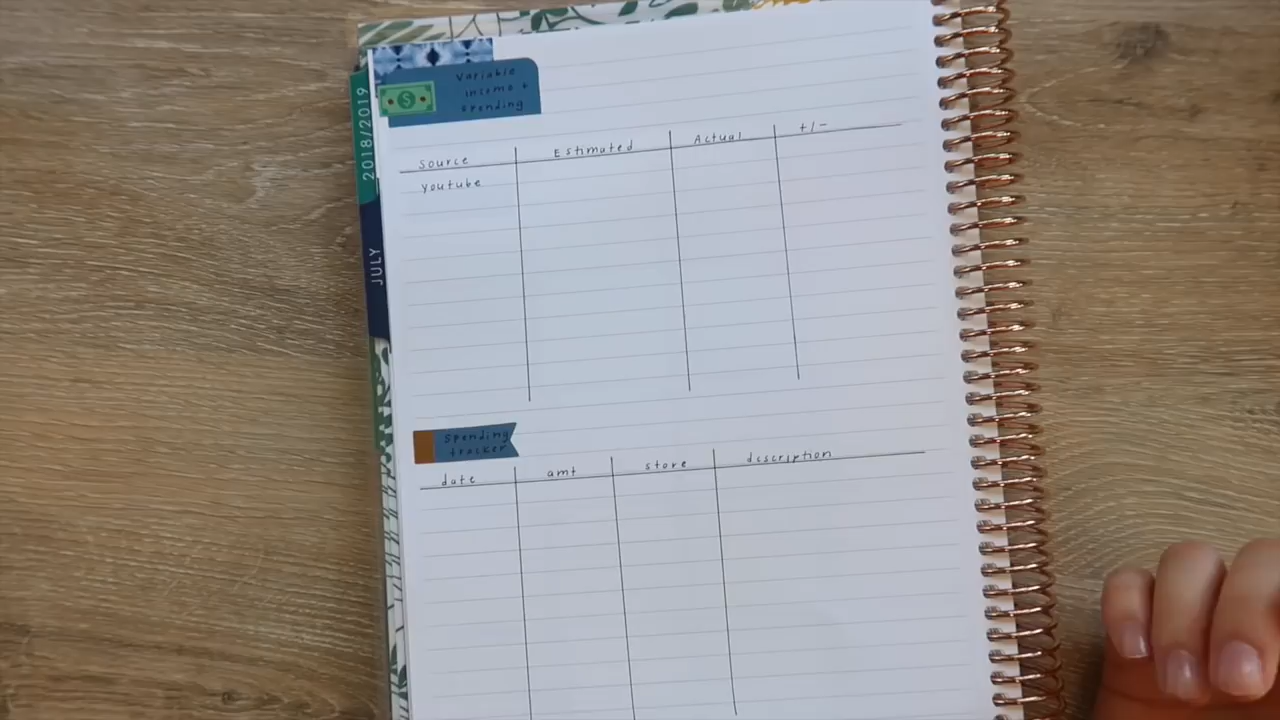 Variable
income +
spending
source Estimated Actual +/-
youtube
2018/2019
JULY
spending
tracker
date amt store description